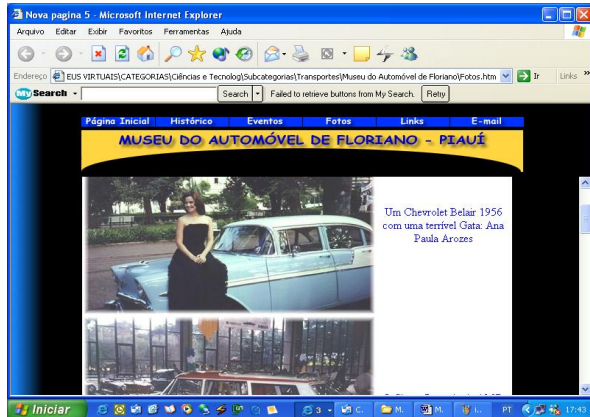 Nova pagina 5 - Microsoft Internet Explorer
Arquivo Editar Exibir Favoritos Ferramentas Ajuda
Endereço EUS VIRTUAIS\CATEGORIAS\Ciências e Tecnolog\Subcategorias\Transportes\Museu do Automóvel de Floriano\Fotos.htm Ir Links
My Search Search Failed to retrieve buttons from My Search. Retry
Página Inicial Histórico Eventos Fotos Links E-mail
MUSEU DO AUTOMÓVEL DE FLORIANO - PIAUÍ
Um Chevrolet Belair 1956
com uma terrível Gata: Ana
Paula Arozes
Iniciar 3 C. M. M. PT 17:43